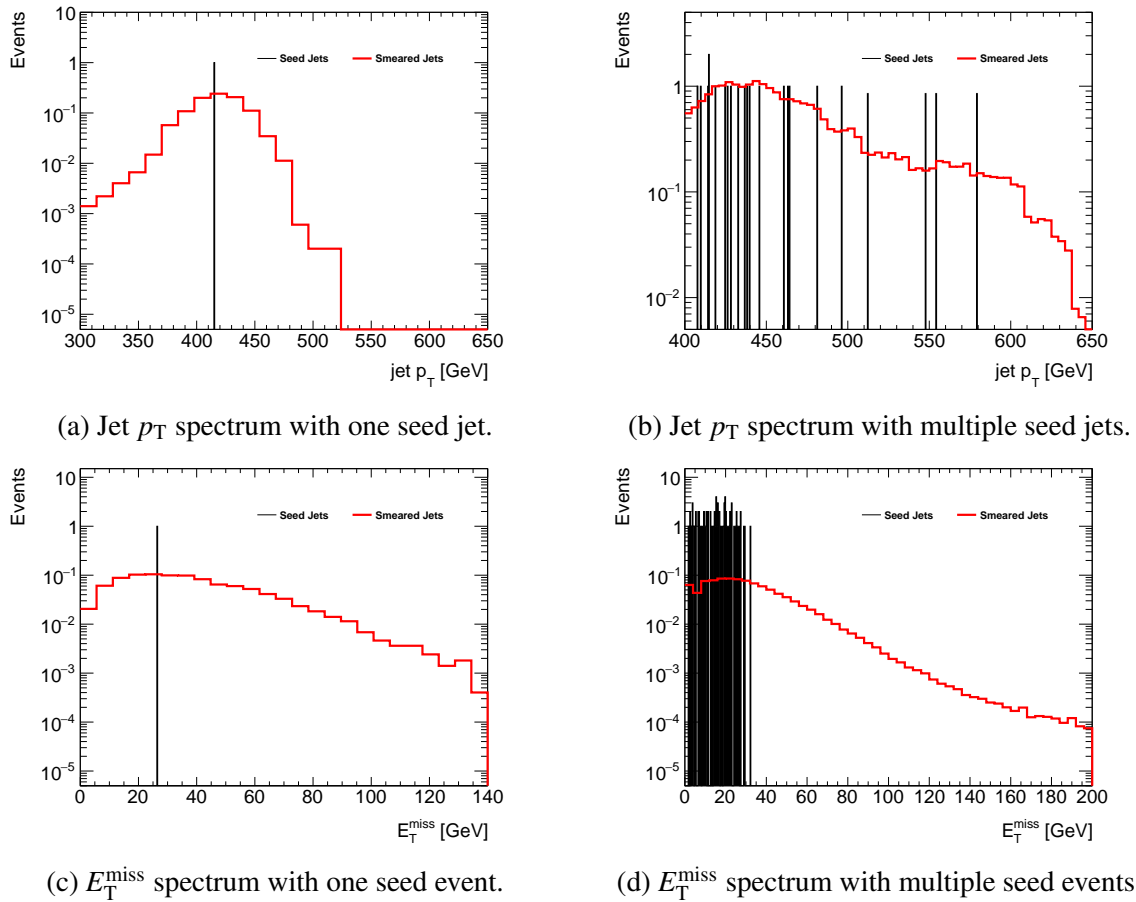 Events
10
1
10⁻¹
10⁻²
10⁻³
10⁻⁴
10⁻⁵
Seed Jets
Smeared Jets
300 350 400 450 500 550 600 650
jet p_T [GeV]
(a) Jet p_T spectrum with one seed jet.
Events
1
10⁻¹
10⁻²
Seed Jets
Smeared Jets
400 450 500 550 600 650
jet p_T [GeV]
(b) Jet p_T spectrum with multiple seed jets.
Events
10
1
10⁻¹
10⁻²
10⁻³
10⁻⁴
10⁻⁵
Seed Jets
Smeared Jets
0 20 40 60 80 100 120 140
E_T^miss [GeV]
(c) E_T^miss spectrum with one seed event.
Events
10
1
10⁻¹
10⁻²
10⁻³
10⁻⁴
10⁻⁵
Seed Jets
Smeared Jets
0 20 40 60 80 100 120 140 160 180 200
E_T^miss [GeV]
(d) E_T^miss spectrum with multiple seed events